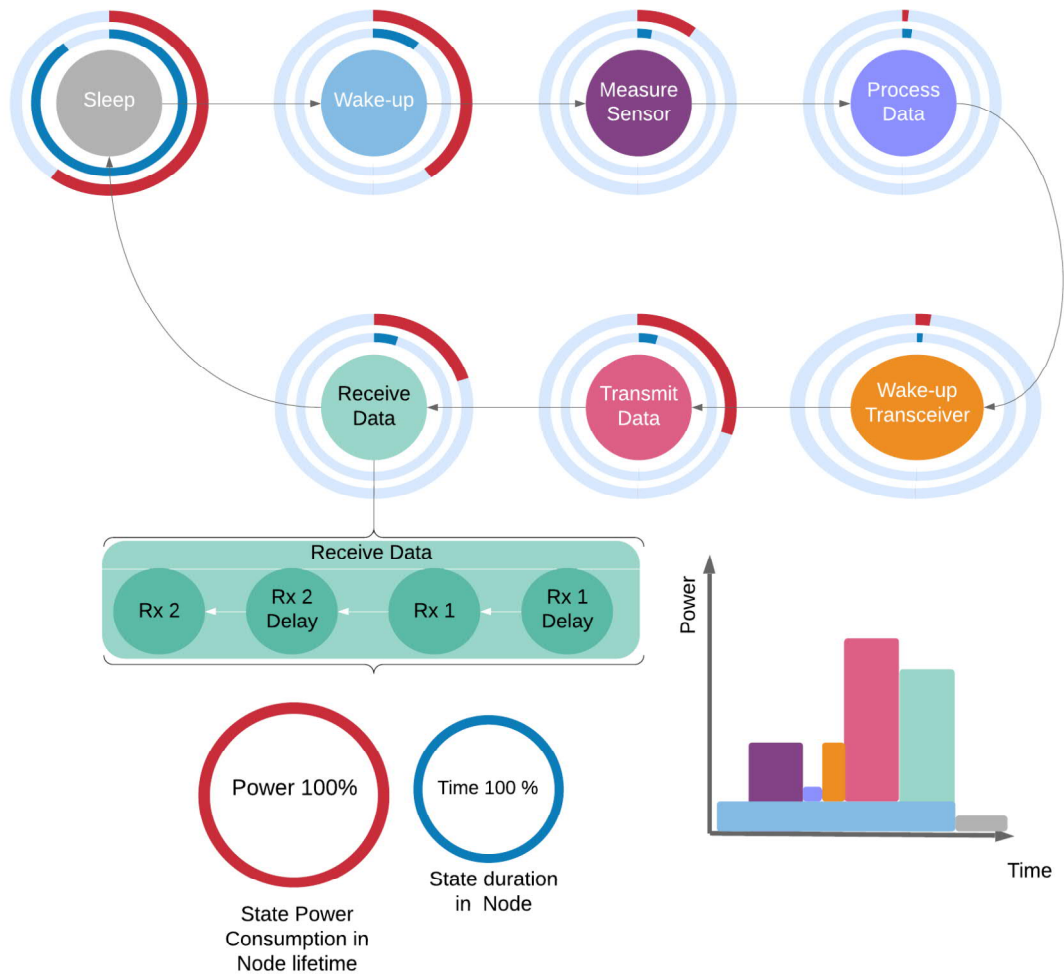 Sleep
Wake-up
Measure
Sensor
Process
Data
Receive
Data
Transmit
Data
Wake-up
Transceiver
Receive Data
Rx 2
Rx 2
Delay
Rx 1
Rx 1
Delay
Power 100%
Time 100 %
State Power
Consumption in
Node lifetime
State duration
in Node
Power
Time